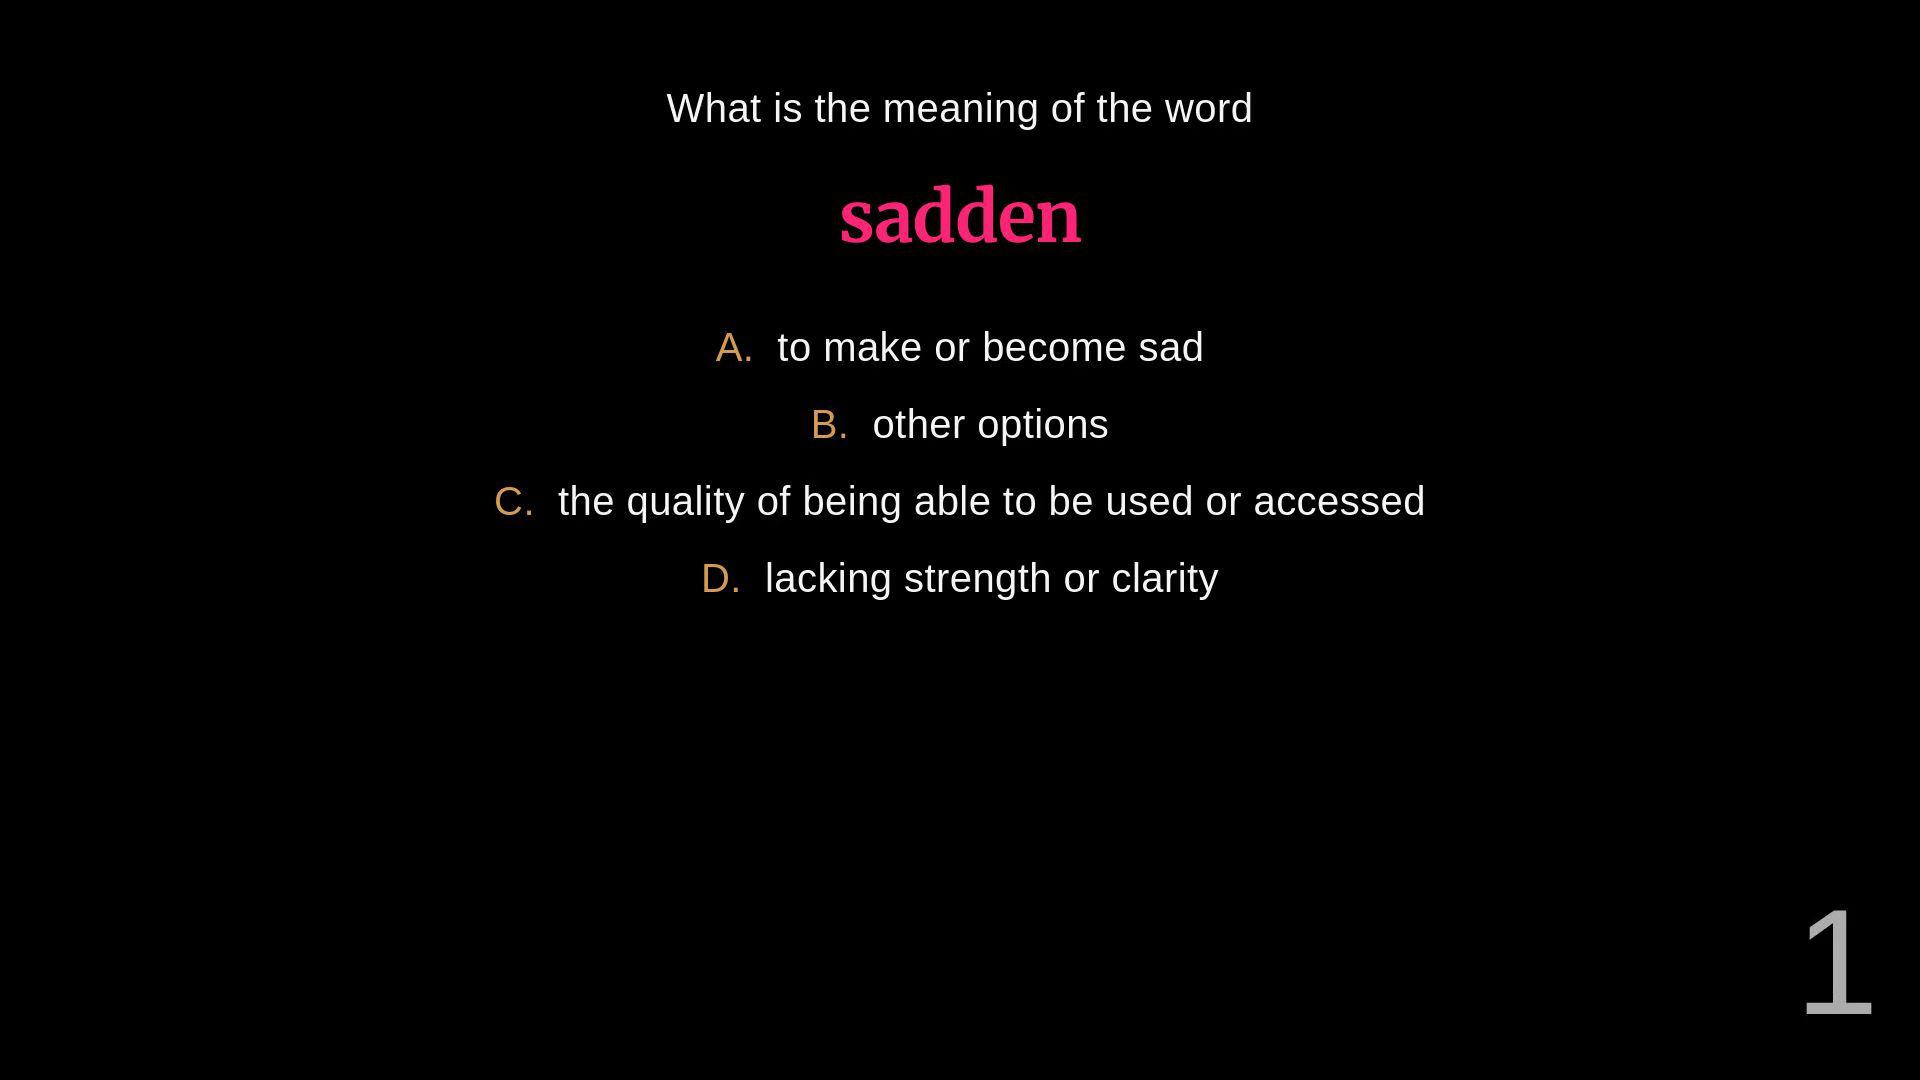 What is the meaning of the word
sadden
A. to make or become sad
B. other options
C. the quality of being able to be used or accessed
D. lacking strength or clarity
1